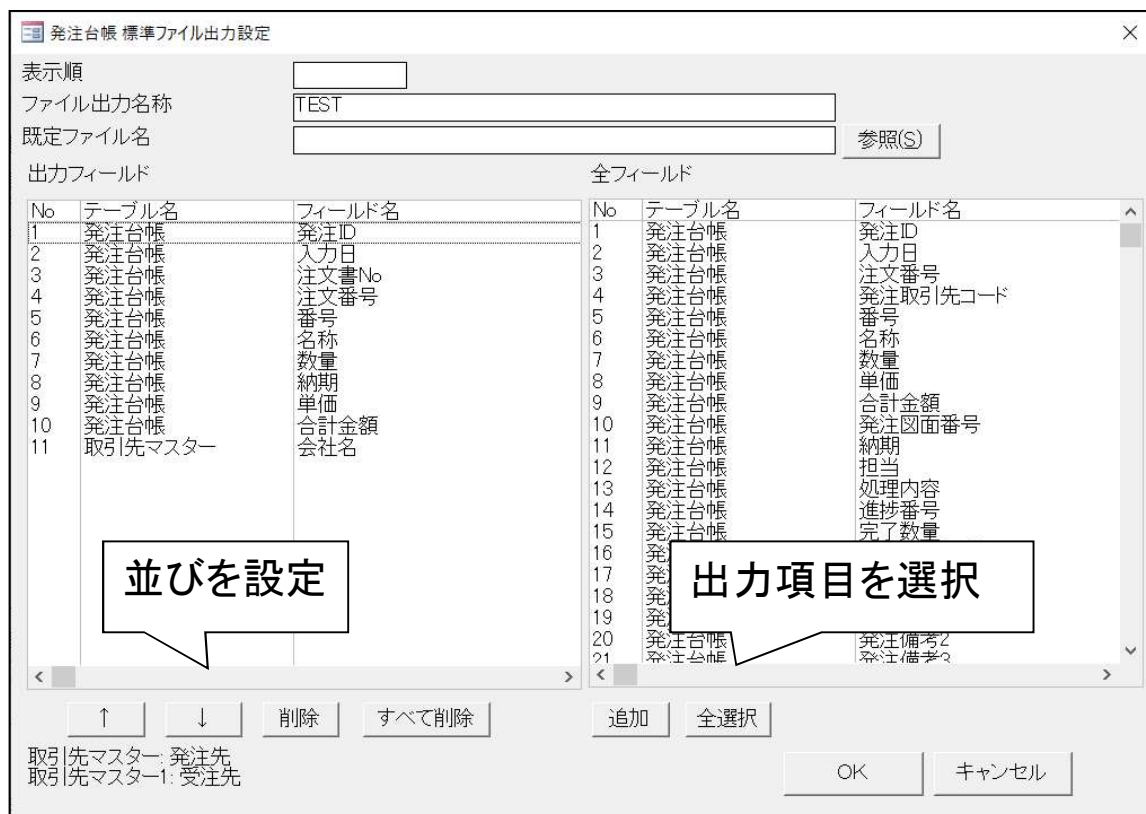 発注台帳 標準ファイル出力設定
表示順
ファイル出力名称 TEST
既定ファイル名 参照(S)
出力フィールド 全フィールド
No テーブル名 フィールド名 No テーブル名 フィールド名
1 発注台帳 発注ID 1 発注台帳 発注ID
2 発注台帳 入力日 2 発注台帳 入力日
3 発注台帳 注文書No 3 発注台帳 注文番号
4 発注台帳 注文番号 4 発注台帳 発注取引先コード
5 発注台帳 番号 5 発注台帳 番号
6 発注台帳 名称 6 発注台帳 名称
7 発注台帳 数量 7 発注台帳 数量
8 発注台帳 納期 8 発注台帳 単価
9 発注台帳 単価 9 発注台帳 合計金額
10 発注台帳 合計金額 10 発注台帳 発注図面番号
11 取引先マスター 会社名 11 発注台帳 納期
12 発注台帳 担当
13 発注台帳 処理内容
14 発注台帳 進捗番号
15 発注台帳 完了数量
16 発
17 発
18 発
19 発
20 発注台帳 発注備考2
21 発注台帳 発注備考3
並びを設定 出力項目を選択
↑ ↓ 削除 すべて削除 追加 全選択
取引先マスター: 発注先
取引先マスター1: 受注先
OK キャンセル